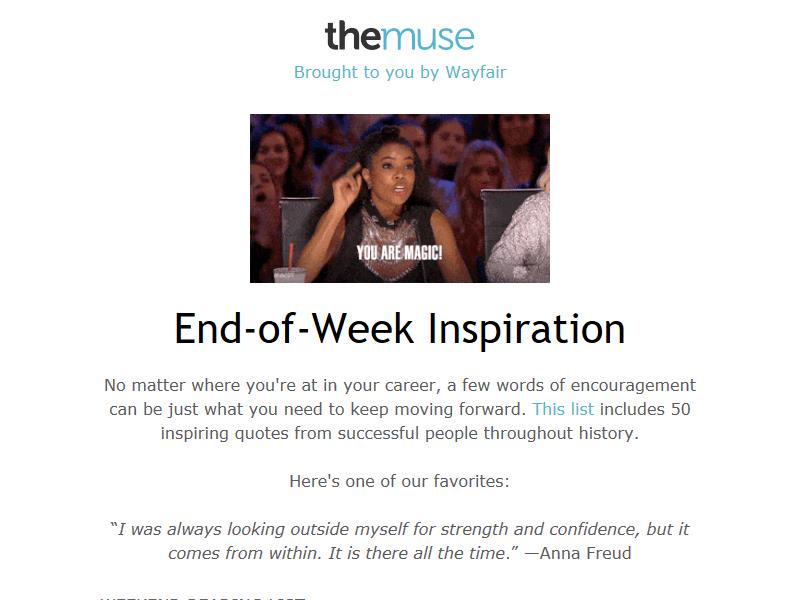 themuse
Brought to you by Wayfair
YOU ARE MAGIC!
End-of-Week Inspiration
No matter where you're at in your career, a few words of encouragement
can be just what you need to keep moving forward. This list includes 50
inspiring quotes from successful people throughout history.
Here's one of our favorites:
“I was always looking outside myself for strength and confidence, but it
comes from within. It is there all the time.” —Anna Freud